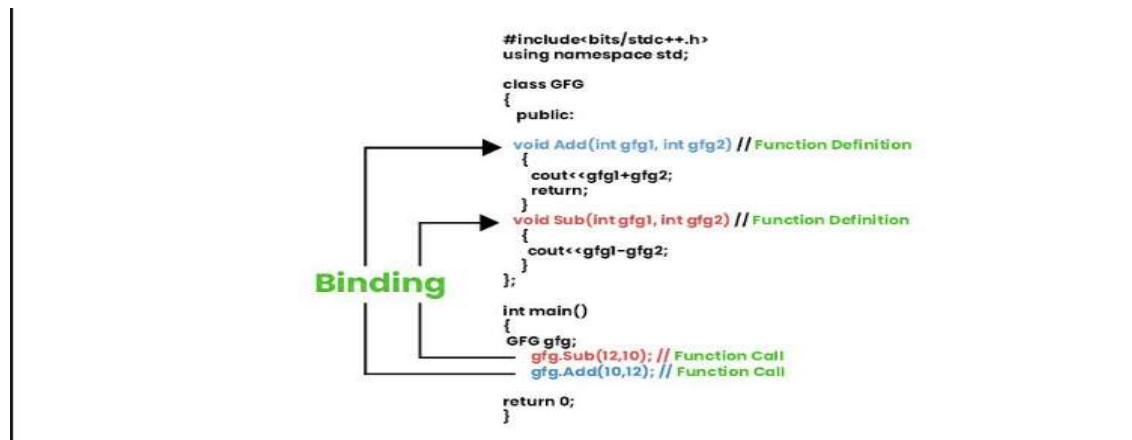 #include<bits/stdc++.h>
using namespace std;
class GFG
{
public:
void Add(int gfg1, int gfg2) // Function Definition
{
cout<<gfg1+gfg2;
return;
}
void Sub(int gfg1, int gfg2) // Function Definition
{
cout<<gfg1-gfg2;
}
};
Binding
int main()
{
GFG gfg;
gfg.Sub(12,10); // Function Call
gfg.Add(10,12); // Function Call
return 0;
}